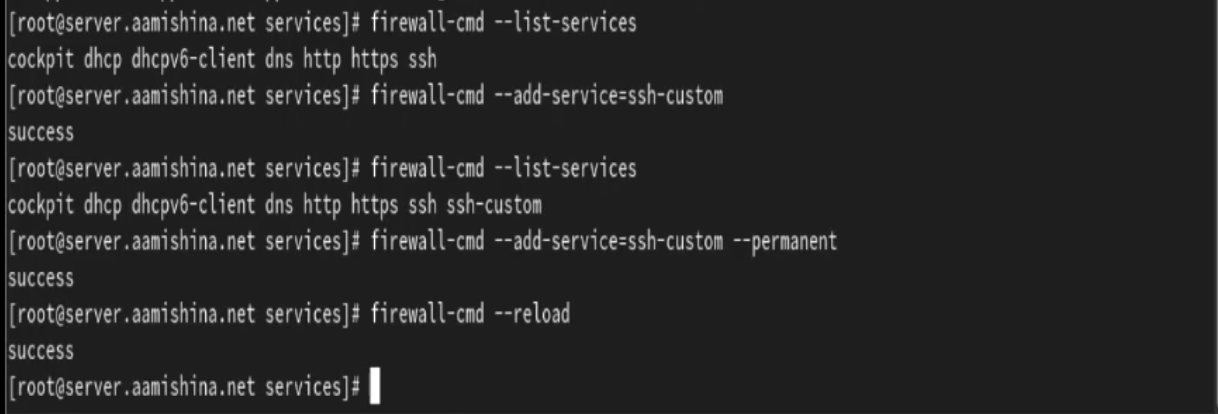 [root@server.aamishina.net services]# firewall-cmd --list-services
cockpit dhcp dhcpv6-client dns http https ssh
[root@server.aamishina.net services]# firewall-cmd --add-service=ssh-custom
success
[root@server.aamishina.net services]# firewall-cmd --list-services
cockpit dhcp dhcpv6-client dns http https ssh ssh-custom
[root@server.aamishina.net services]# firewall-cmd --add-service=ssh-custom --permanent
success
[root@server.aamishina.net services]# firewall-cmd --reload
success
[root@server.aamishina.net services]#